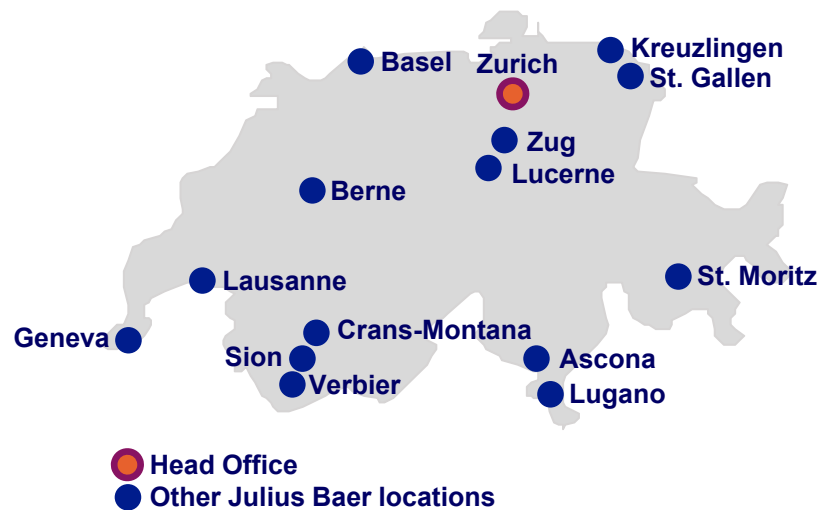 Kreuzlingen
Basel
Zurich
St. Gallen
Zug
Lucerne
Berne
Lausanne
St. Moritz
Geneva
Crans-Montana
Sion
Ascona
Verbier
Lugano
Head Office
Other Julius Baer locations